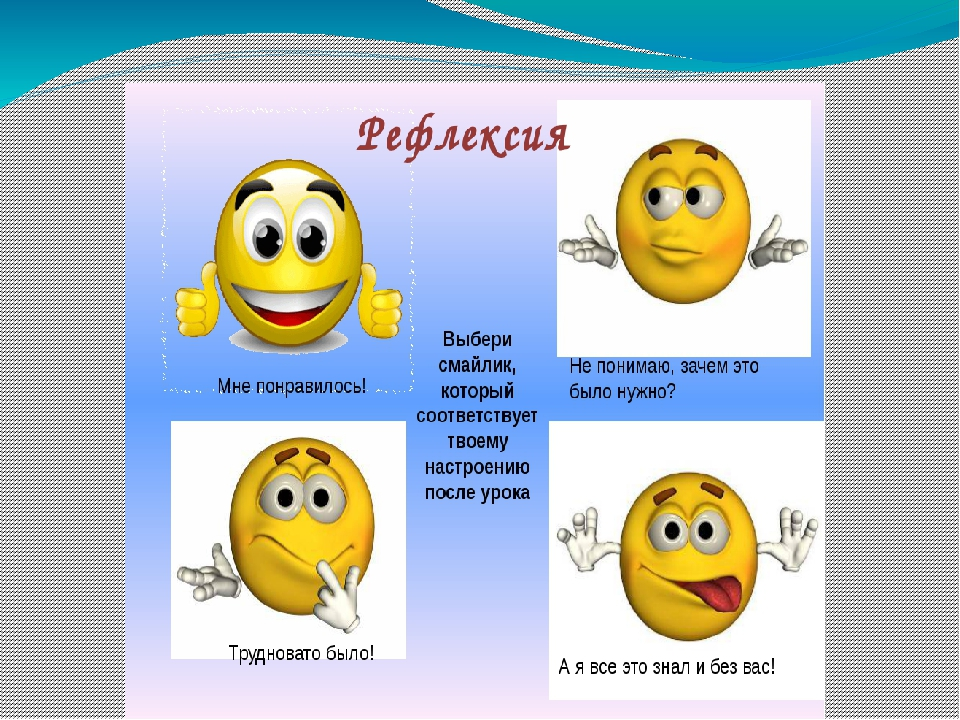 Рефлексия
Мне понравилось!
Не понимаю, зачем это
было нужно?
Выбери
смайлик,
который
соответствует
твоему
настроению
после урока
Трудновато было!
А я все это знал и без вас!